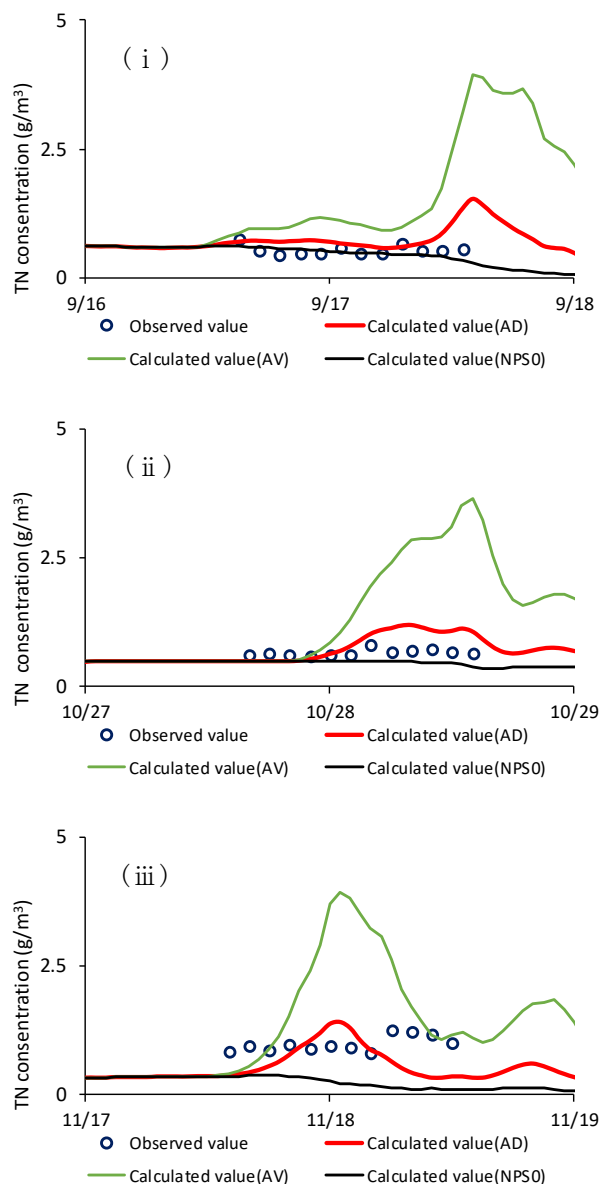 5
（ⅰ）
TN consentration (g/m³)
2.5
0
9/16 9/17 9/18
Observed value Calculated value(AD)
Calculated value(AV) Calculated value(NPS0)
5
（ⅱ）
TN concentration (g/m³)
2.5
0
10/27 10/28 10/29
Observed value Calculated value(AD)
Calculated value(AV) Calculated value(NPS0)
5
（ⅲ）
TN concentration (g/m³)
2.5
0
11/17 11/18 11/19
Observed value Calculated value(AD)
Calculated value(AV) Calculated value(NPS0)